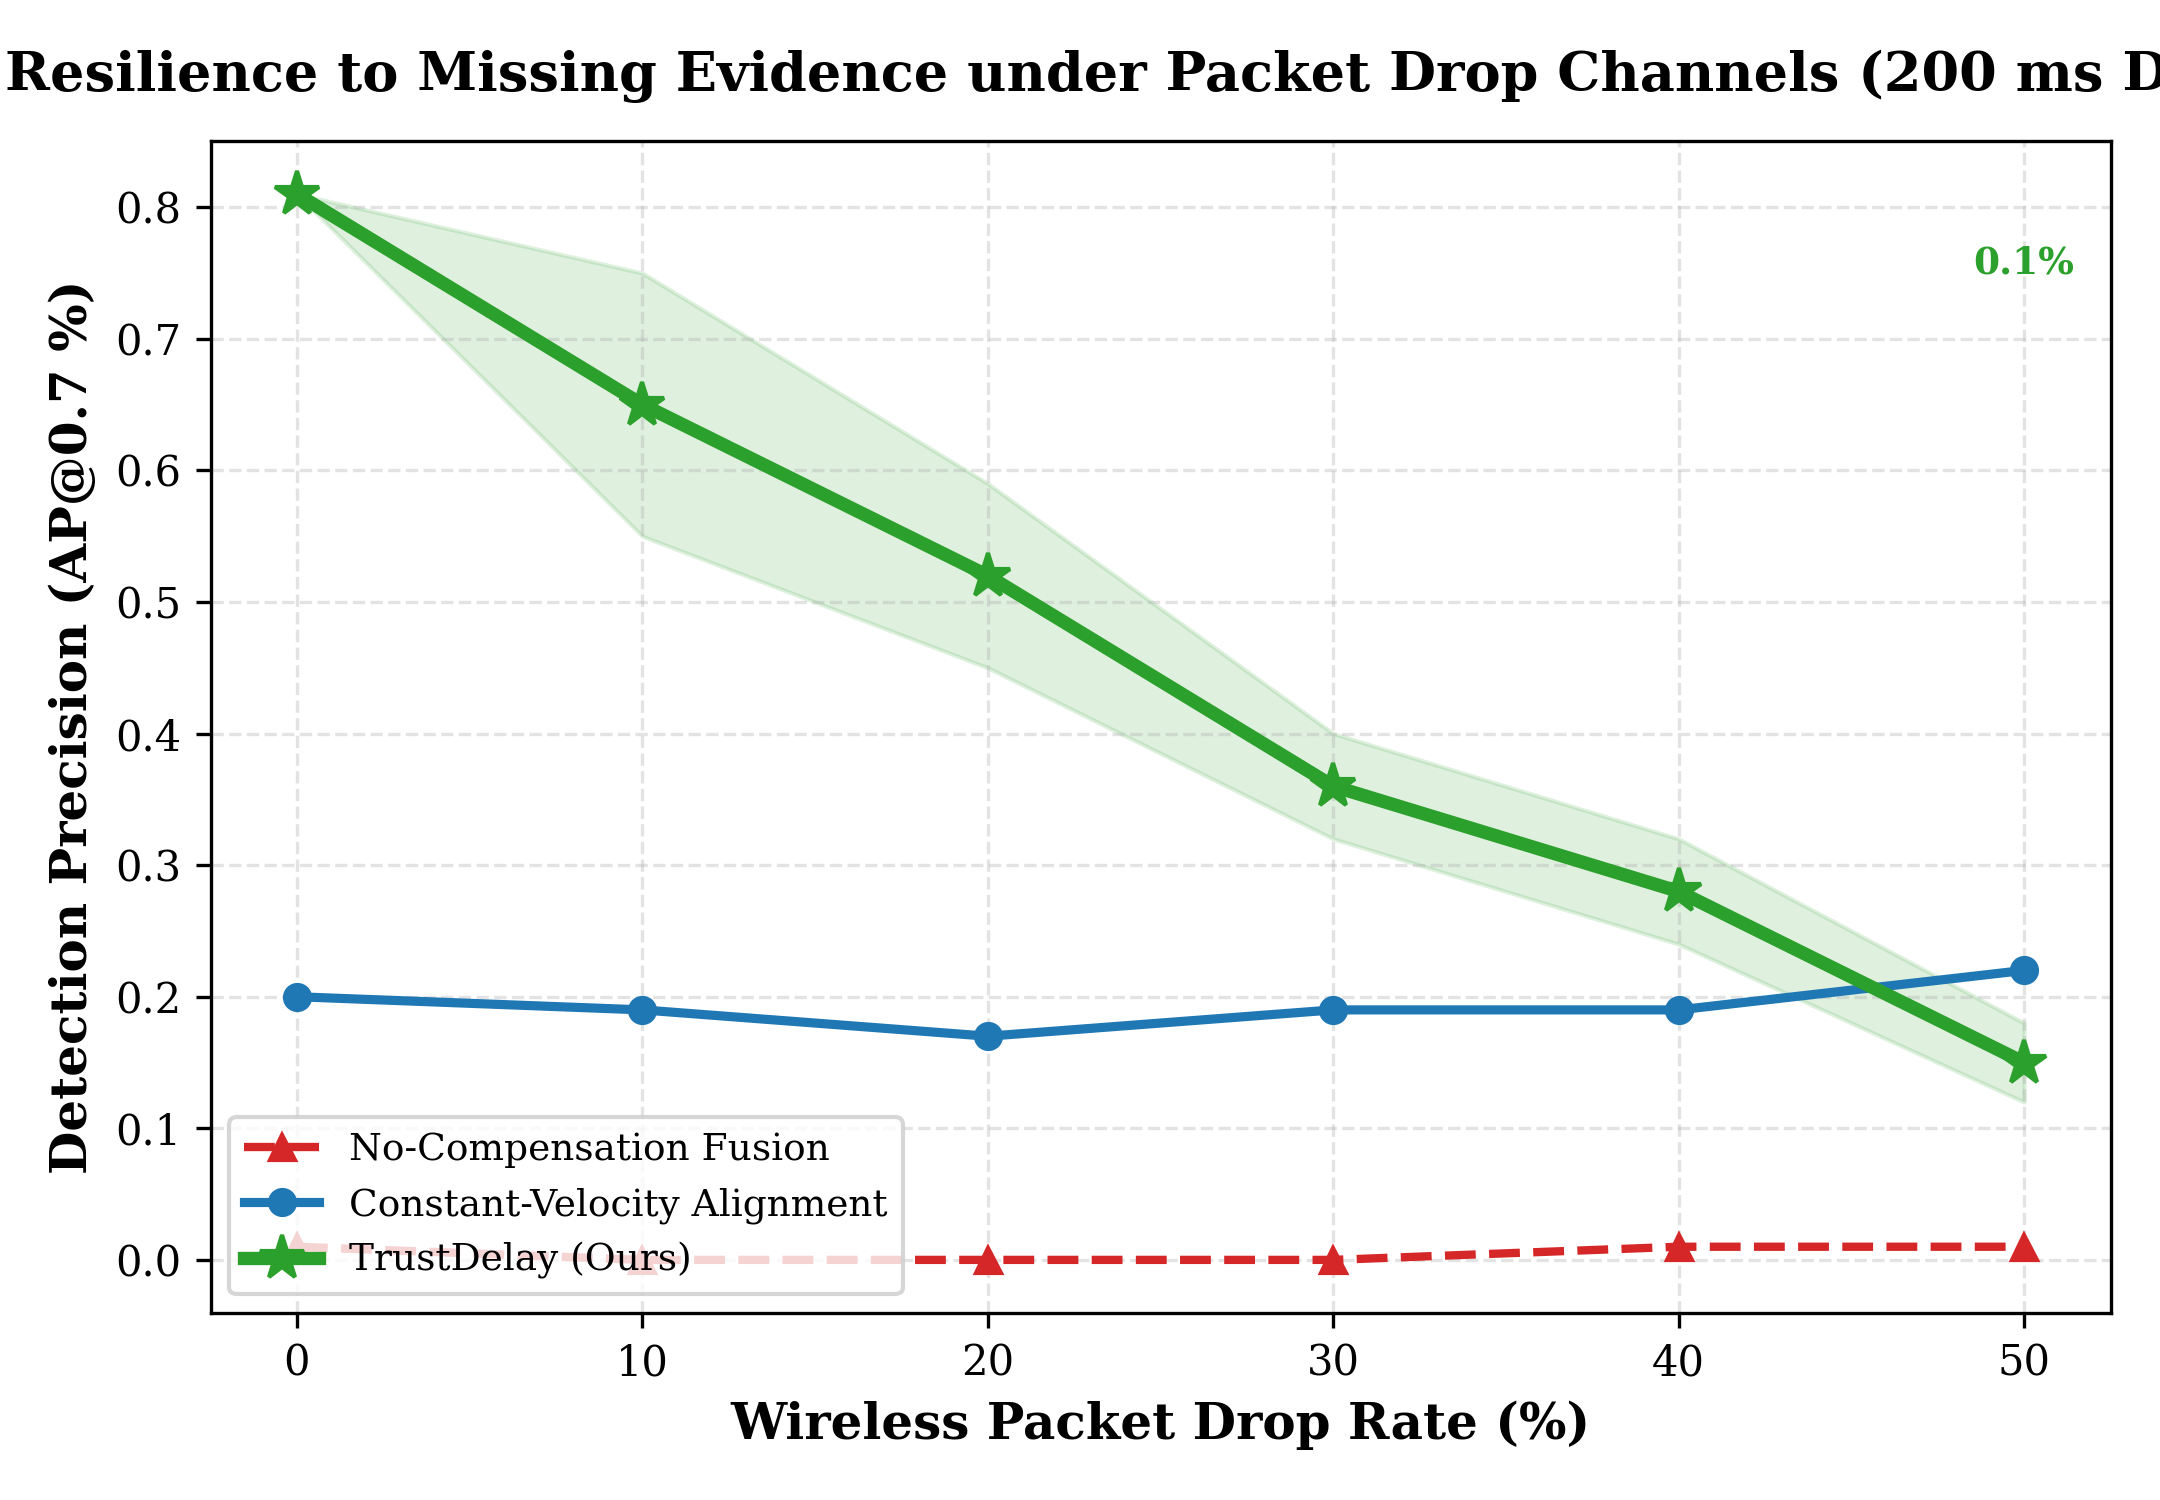 Resilience to Missing Evidence under Packet Drop Channels (200 ms D
Detection Precision (AP@0.7 %)
0.8
0.7
0.6
0.5
0.4
0.3
0.2
0.1
0.0
0.1%
No-Compensation Fusion
Constant-Velocity Alignment
TrustDelay (Ours)
0 10 20 30 40 50
Wireless Packet Drop Rate (%)